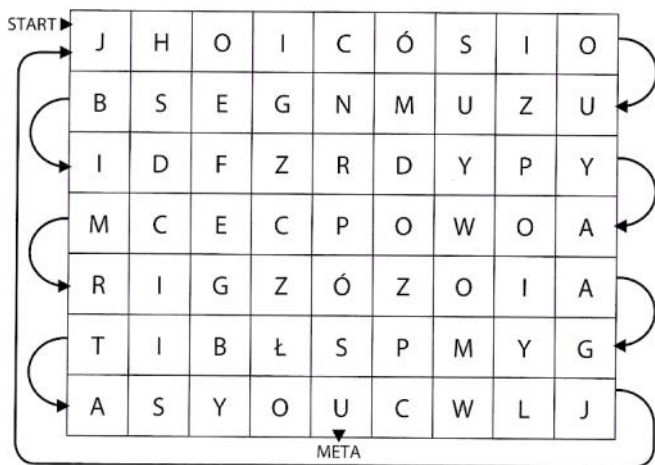 START
J H O I C Ó S I O
B S E G N M U Z U
I D F Z R D Y P Y
M C E C P O W O A
R I G Z Ó Z O I A
T I B Ł S P M Y G
A S Y O U C W L J
META